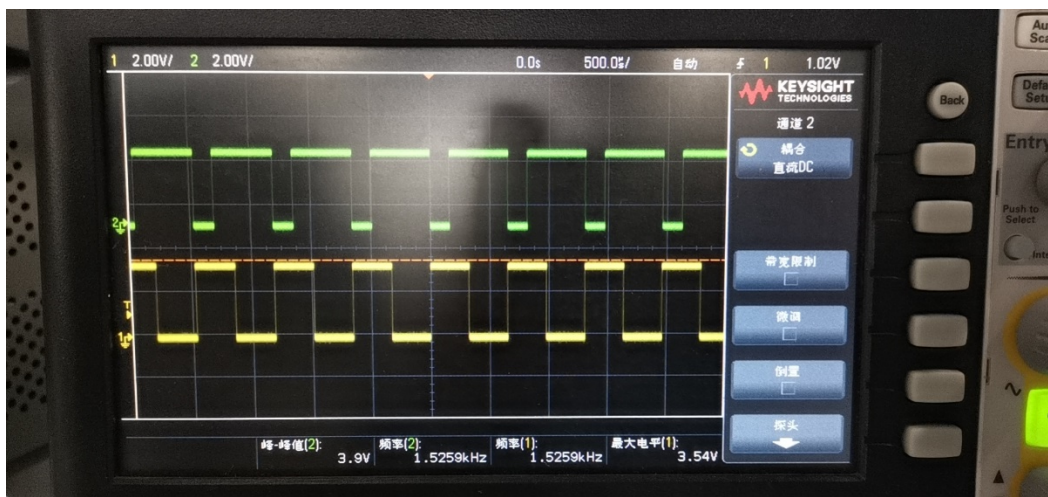 1 2.00V/ 2 2.00V/ 0.0s 500.0s/ 自动 1 1.02V
KEYSIGHT
TECHNOLOGIES
通道 2
耦合
直流DC
带宽限制
微调
倒置
探头
2
T
1
峰-峰值(2):
3.9V
频率(2):
1.5259kHz
频率(1):
1.5259kHz
最大电平(1):
3.54V
Back
Entry
Push to
Select